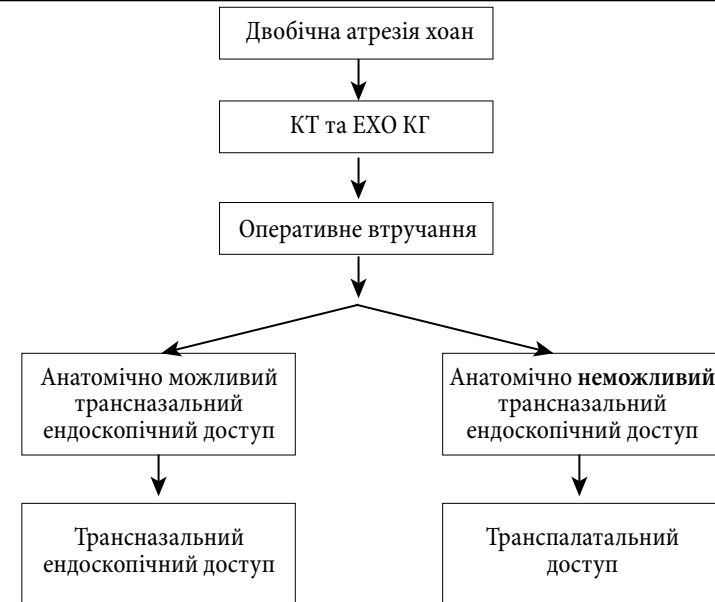 Двобічна атрезія хоан
КТ та ЕХО КГ
Оперативне втручання
Анатомічно можливий
трансназальний
ендоскопічний доступ
Анатомічно неможливий
трансназальний
ендоскопічний доступ
Трансназальний
ендоскопічний доступ
Транспалатальний
доступ